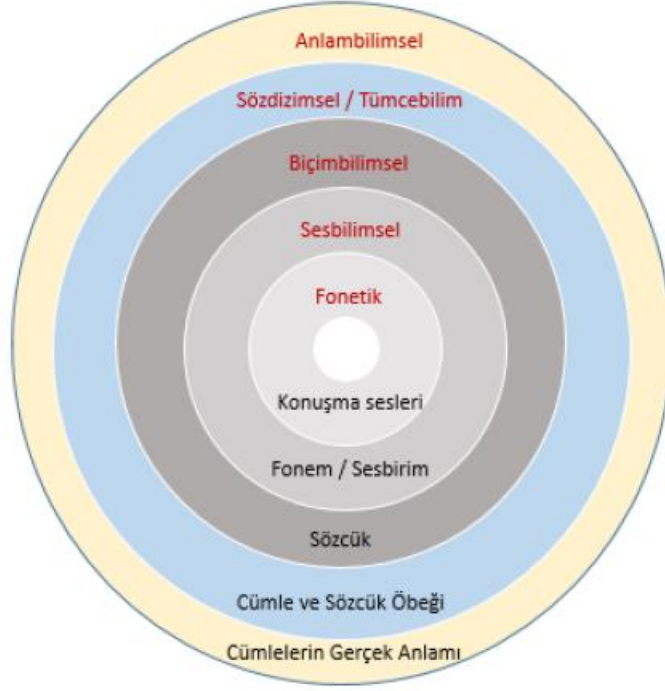 Anlambilimsel
Sözdizimsel / Tümcebilim
Biçimbilimsel
Sesbilimsel
Fonetik
Konuşma sesleri
Fonem / Sesbirim
Sözcük
Cümle ve Sözcük Öbeği
Cümlelerin Gerçek Anlamı